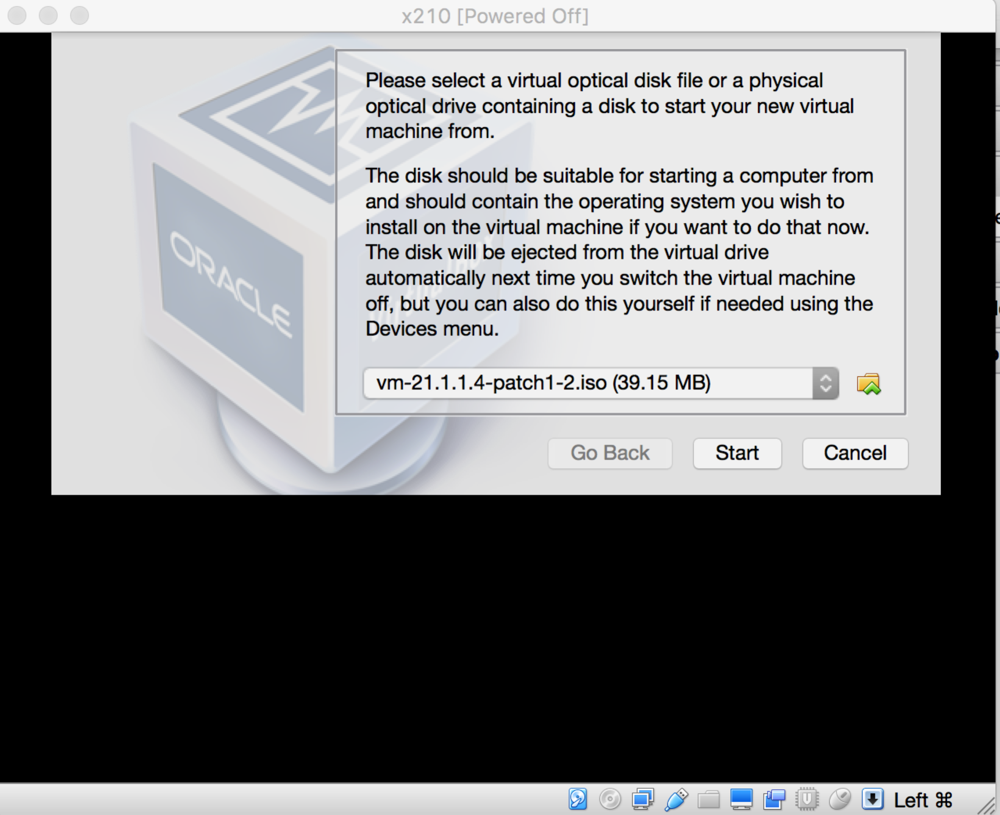 x210 [Powered Off]
Please select a virtual optical disk file or a physical
optical drive containing a disk to start your new virtual
machine from.
The disk should be suitable for starting a computer from
and should contain the operating system you wish to
install on the virtual machine if you want to do that now.
The disk will be ejected from the virtual drive
automatically next time you switch the virtual machine
off, but you can also do this yourself if needed using the
Devices menu.
ORACLE
VirtualBox
vm-21.1.1.4-patch1-2.iso (39.15 MB)
Go Back
Start
Cancel
Left ⌘